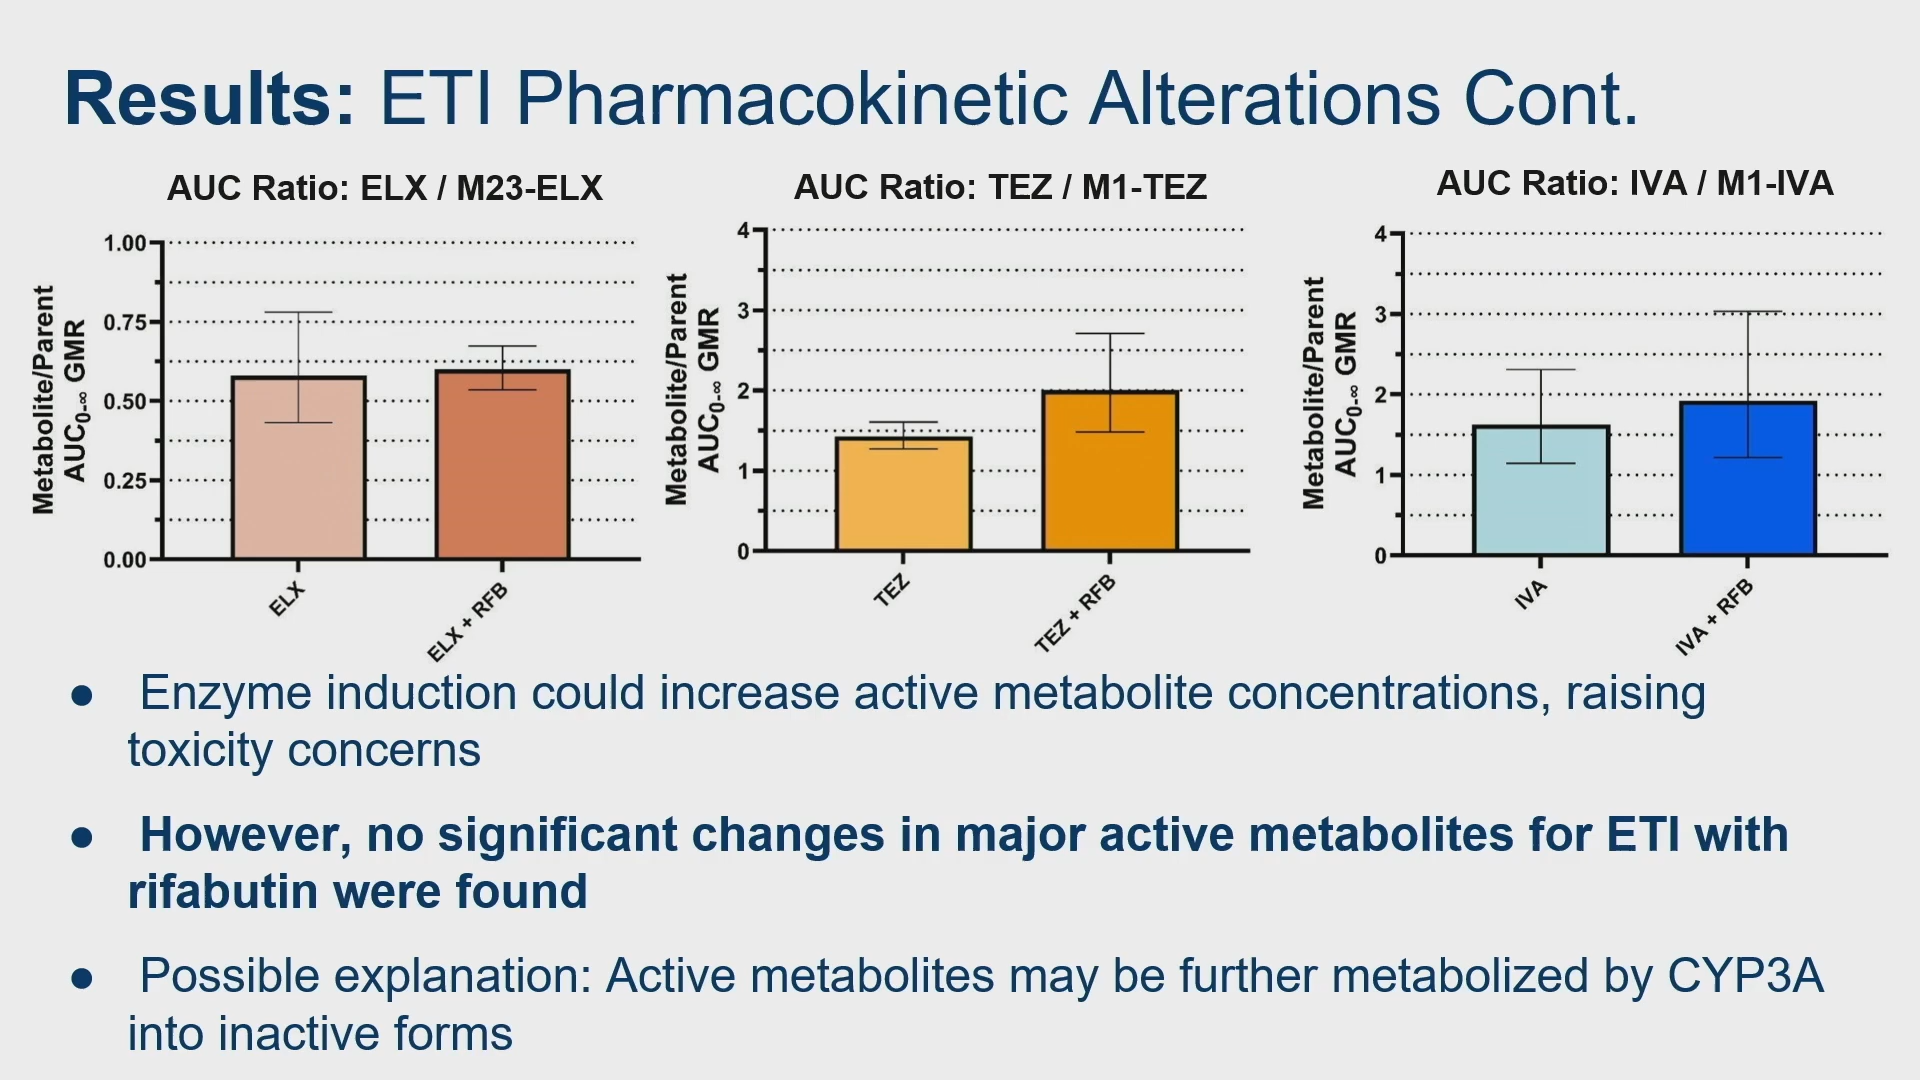 Results: ETI Pharmacokinetic Alterations Cont.
AUC Ratio: ELX / M23-ELX
Metabolite/Parent
AUC0-∞ GMR
1.00
0.75
0.50
0.25
0.00
ELX
ELX + RFB
AUC Ratio: TEZ / M1-TEZ
Metabolite/Parent
AUC0-∞ GMR
4
3
2
1
0
TEZ
TEZ + RFB
AUC Ratio: IVA / M1-IVA
Metabolite/Parent
AUC0-∞ GMR
4
3
2
1
0
IVA
IVA + RFB
● Enzyme induction could increase active metabolite concentrations, raising
toxicity concerns
● However, no significant changes in major active metabolites for ETI with
rifabutin were found
● Possible explanation: Active metabolites may be further metabolized by CYP3A
into inactive forms